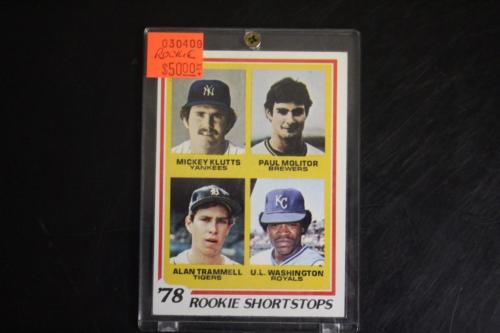 030409
ROOKIE
$50.00
MICKEY KLUTTS
YANKEES
PAUL MOLITOR
BREWERS
ALAN TRAMMELL
TIGERS
U.L. WASHINGTON
ROYALS
'78 ROOKIE SHORTSTOPS